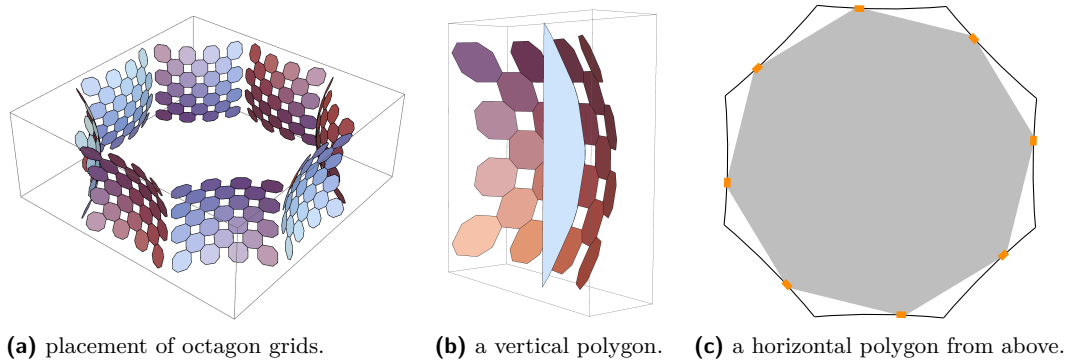 (a) placement of octagon grids.
(b) a vertical polygon.
(c) a horizontal polygon from above.